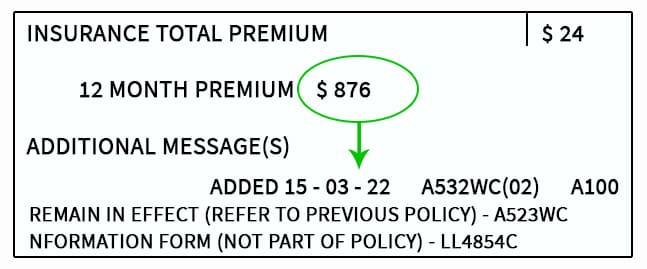 INSURANCE TOTAL PREMIUM $ 24
12 MONTH PREMIUM $ 876
ADDITIONAL MESSAGE(S)
ADDED 15 - 03 - 22 A532WC(02) A100
REMAIN IN EFFECT (REFER TO PREVIOUS POLICY) - A523WC
NFORMATION FORM (NOT PART OF POLICY) - LL4854C